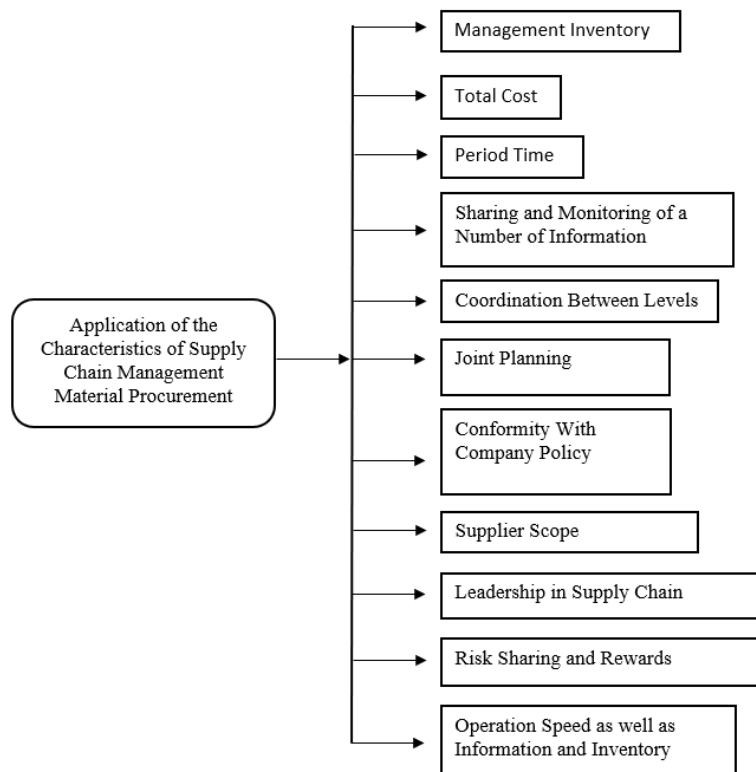 Management Inventory
Total Cost
Period Time
Sharing and Monitoring of a
Number of Information
Coordination Between Levels
Application of the
Characteristics of Supply
Chain Management
Material Procurement
Joint Planning
Conformity With
Company Policy
Supplier Scope
Leadership in Supply Chain
Risk Sharing and Rewards
Operation Speed as well as
Information and Inventory